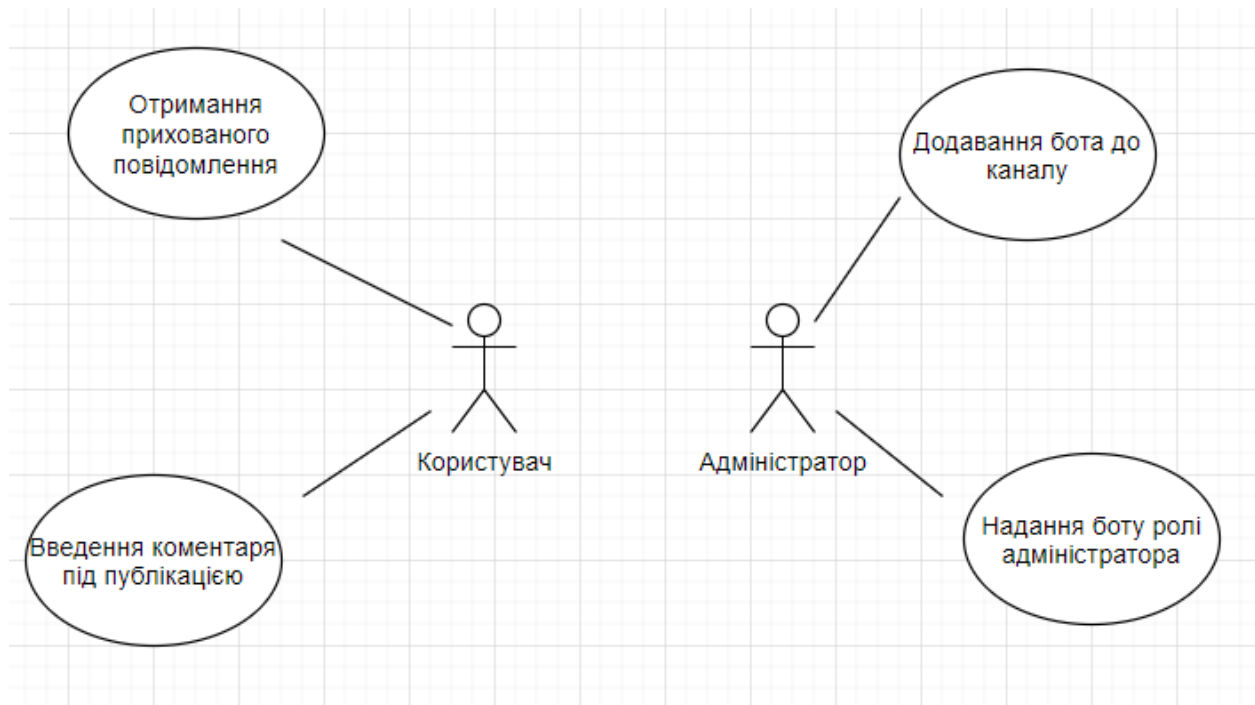 Отримання
прихованого
повідомлення
Додавання бота до
каналу
Користувач
Адміністратор
Введення коментаря
під публікацією
Надання боту ролі
адміністратора